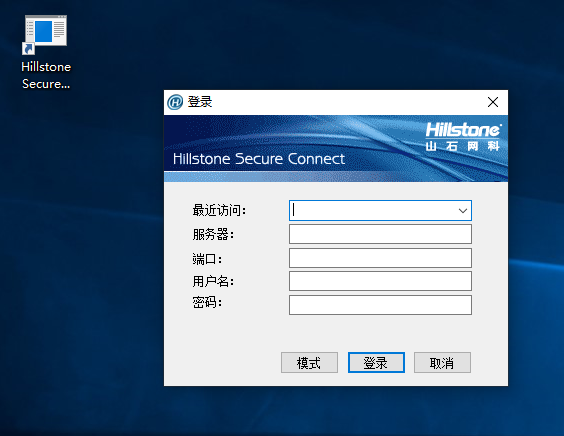 Hillstone
Secure...
登录
Hillstone
山石网科
Hillstone Secure Connect
最近访问：
服务器：
端口：
用户名：
密码：
模式
登录
取消